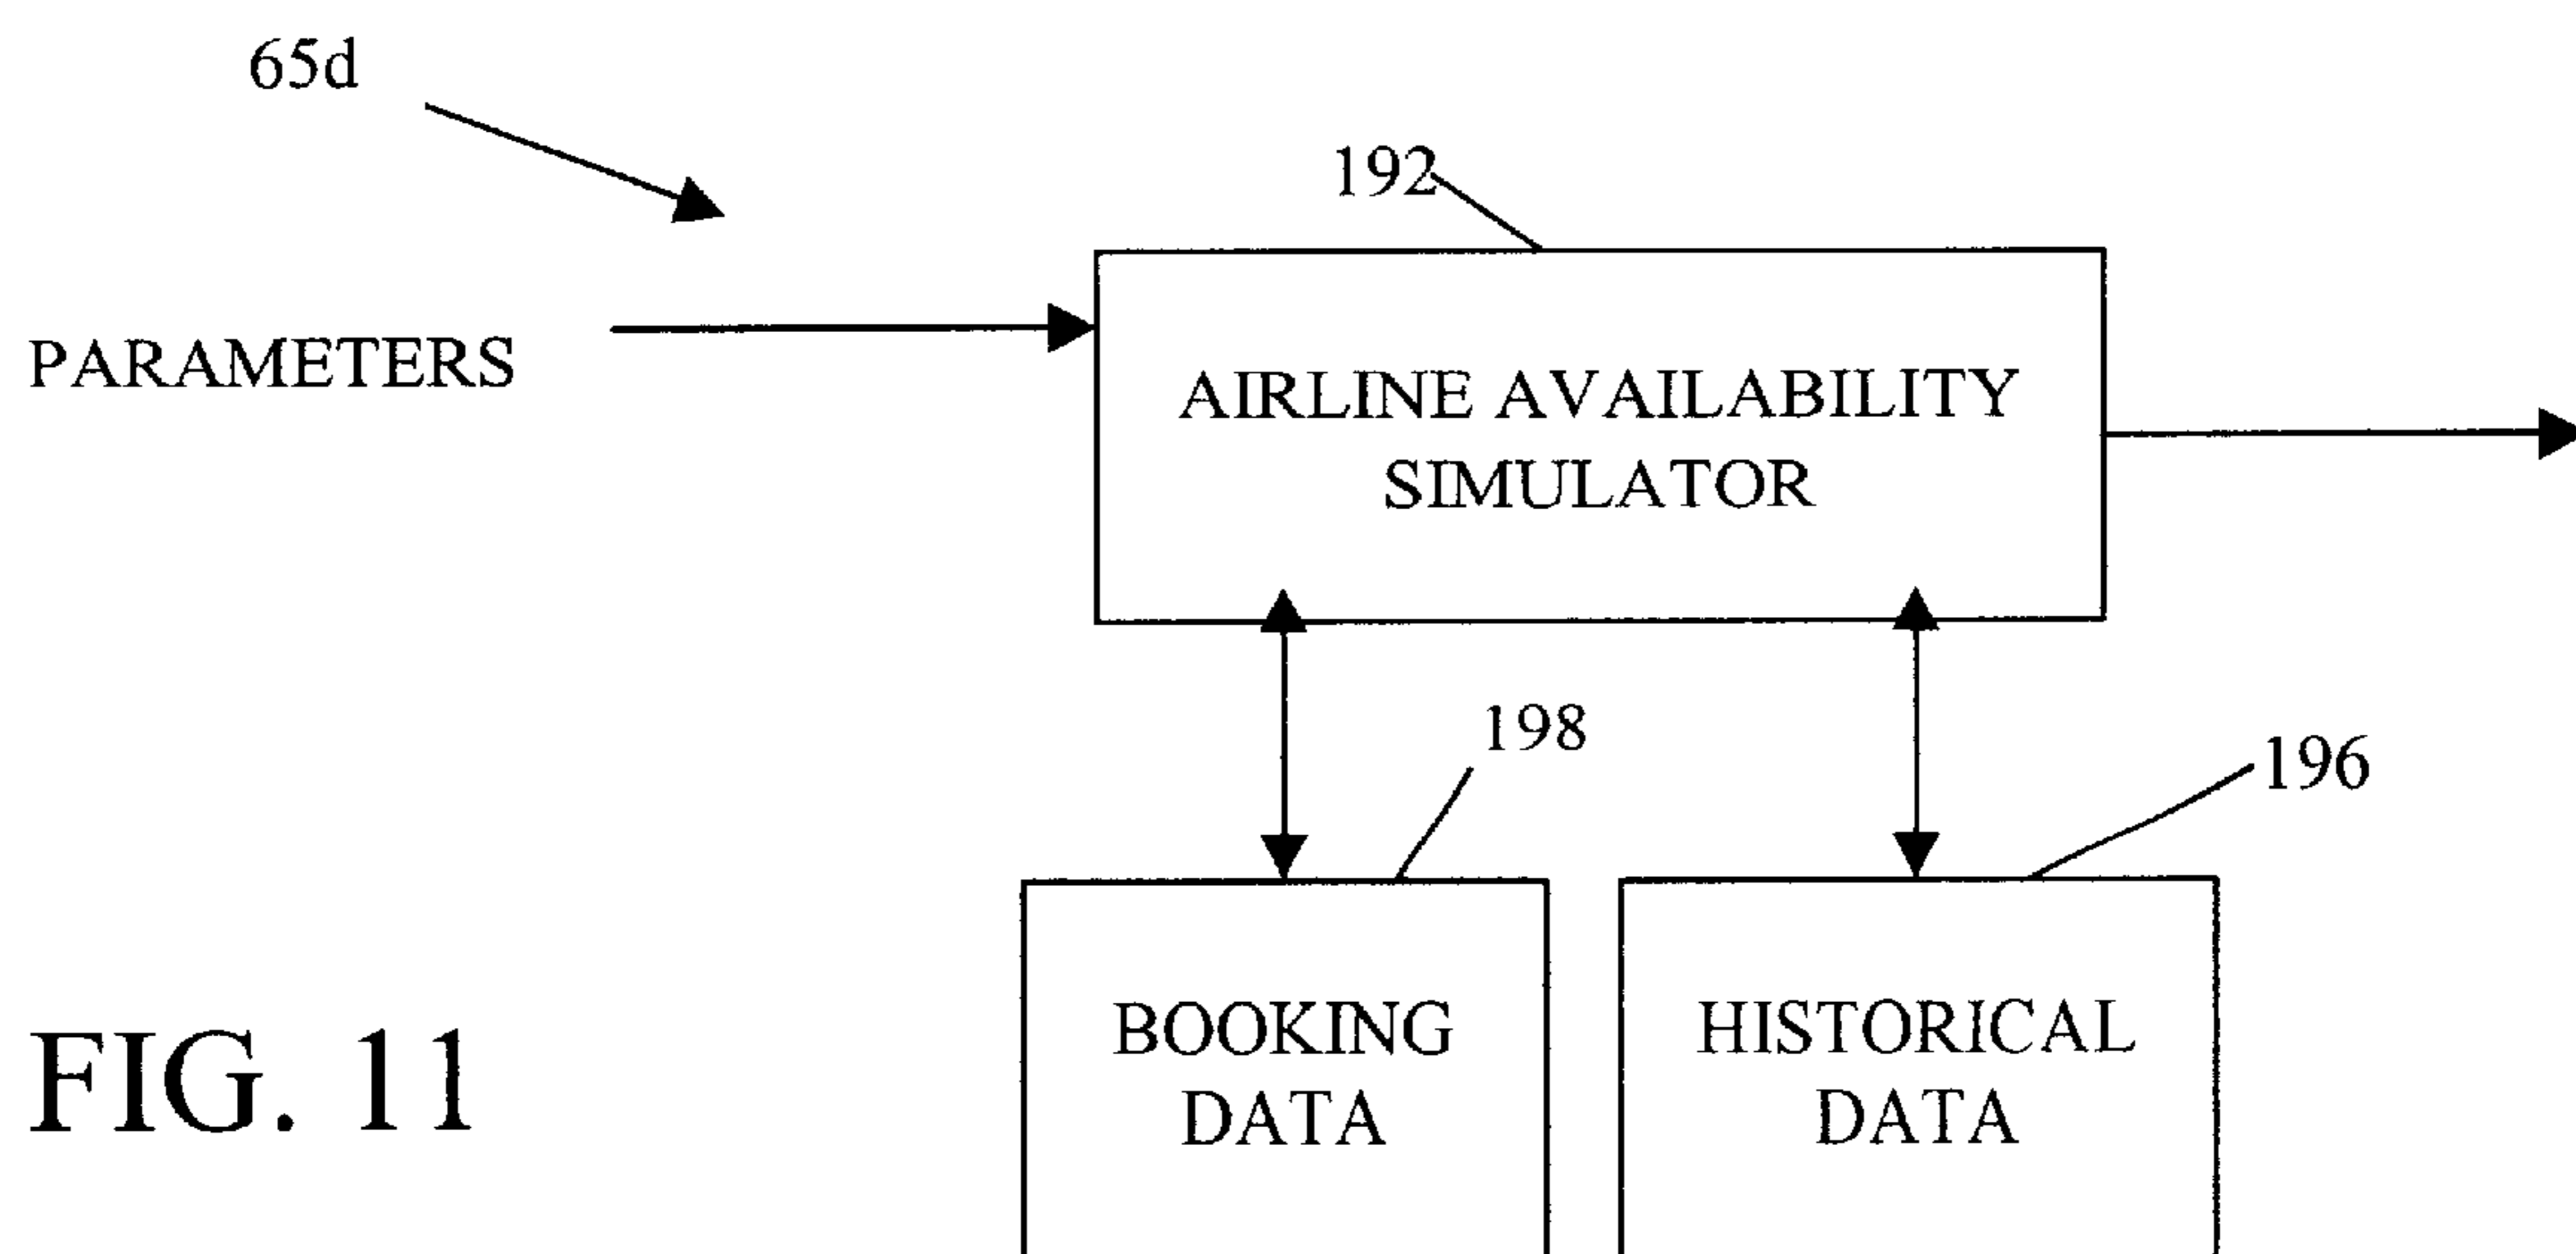 65d
192
PARAMETERS
AIRLINE AVAILABILITY
SIMULATOR
198
196
BOOKING
DATA
HISTORICAL
DATA
FIG. 11